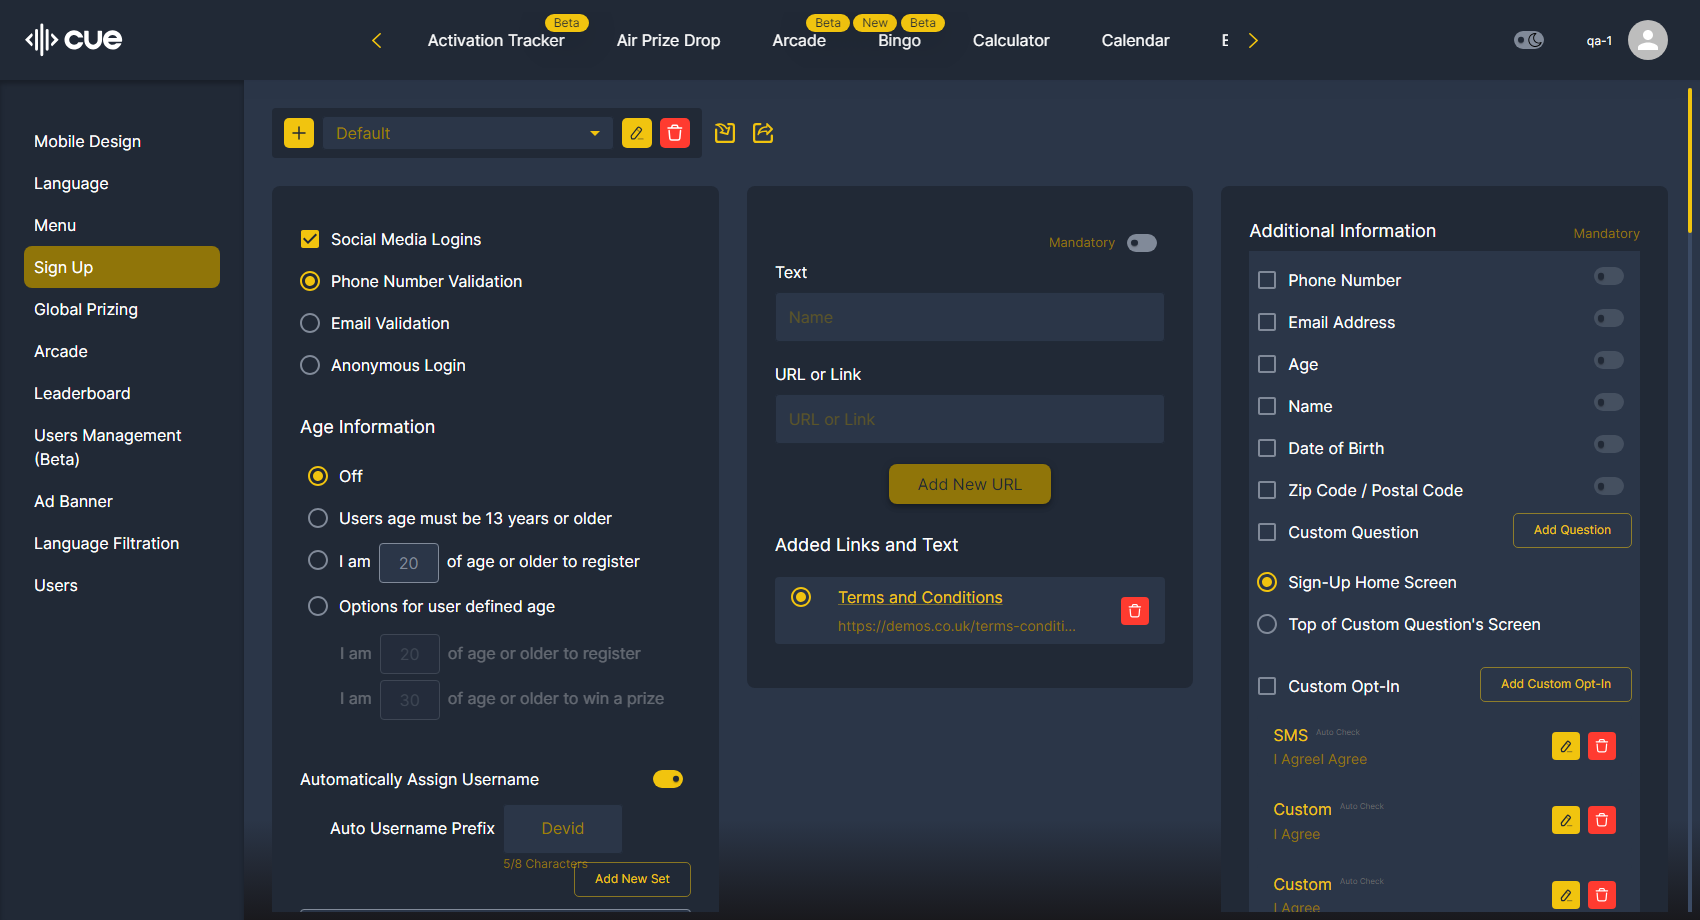 cue
Activation Tracker
Beta
Air Prize Drop
Arcade
Beta
Bingo
New
Beta
Calculator
Calendar
qa-1
Mobile Design
Language
Menu
Sign Up
Global Prizing
Arcade
Leaderboard
Users Management
(Beta)
Ad Banner
Language Filtration
Users
Default
Social Media Logins
Phone Number Validation
Email Validation
Anonymous Login
Age Information
Off
Users age must be 13 years or older
I am 20 of age or older to register
Options for user defined age
I am 20 of age or older to register
I am 30 of age or older to win a prize
Automatically Assign Username
Auto Username Prefix Devid
5/8 Characters
Add New Set
Mandatory
Text
Name
URL or Link
URL or Link
Add New URL
Added Links and Text
Terms and Conditions
https://demos.co.uk/terms-conditi...
Additional Information
Mandatory
Phone Number
Email Address
Age
Name
Date of Birth
Zip Code / Postal Code
Custom Question
Add Question
Sign-Up Home Screen
Top of Custom Question's Screen
Custom Opt-In
Add Custom Opt-In
SMS Auto Check
I AgreeI Agree
Custom Auto Check
I Agree
Custom Auto Check
I Agree